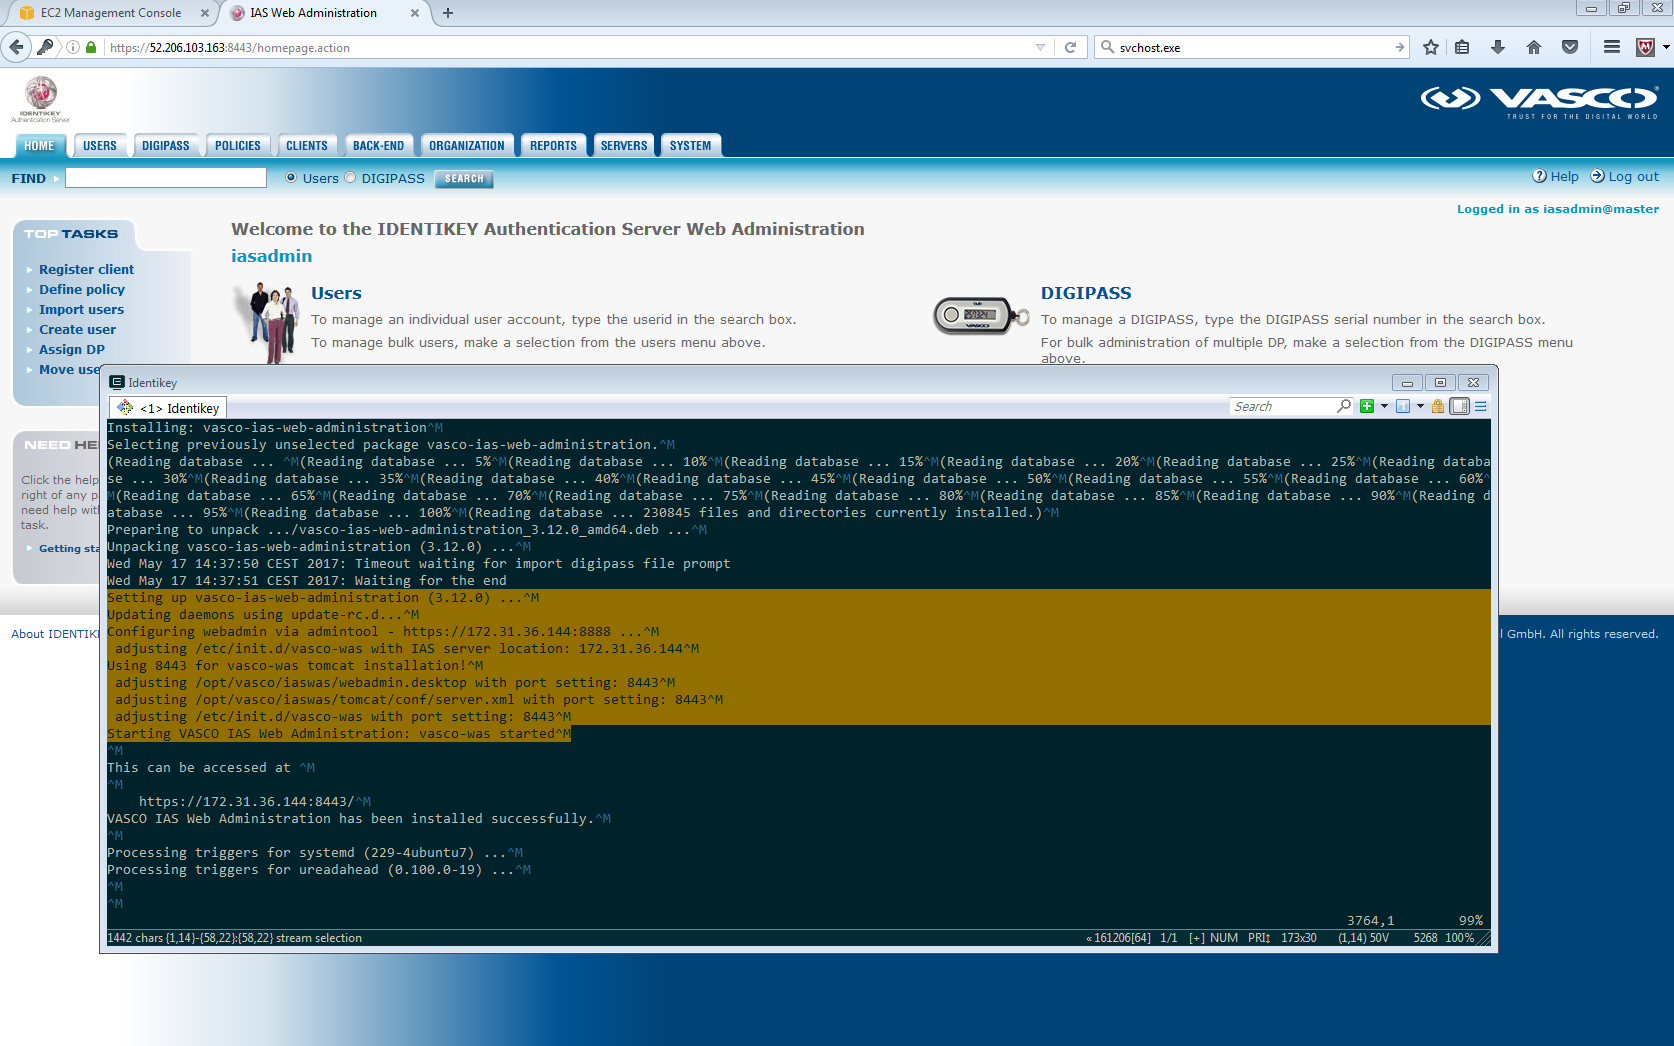 EC2 Management Console
IAS Web Administration
https://52.206.103.163:8443/homepage.action
svchost.exe
IDENTIKEY
Authentication Server
VASCO
TRUST FOR THE DIGITAL WORLD
HOME USERS DIGIPASS POLICIES CLIENTS BACK-END ORGANIZATION REPORTS SERVERS SYSTEM
FIND Users DIGIPASS SEARCH Help Log out
Logged in as iasadmin@master
TOP TASKS
Register client
Define policy
Import users
Create user
Assign DP
Move use
Welcome to the IDENTIKEY Authentication Server Web Administration
iasadmin
Users
To manage an individual user account, type the userid in the search box.
To manage bulk users, make a selection from the users menu above.
DIGIPASS
To manage a DIGIPASS, type the DIGIPASS serial number in the search box.
For bulk administration of multiple DP, make a selection from the DIGIPASS menu
above.
NEED HE
Click the help
right of any p
need help wit
task.
Getting sta
About IDENTIK
l GmbH. All rights reserved.
Identikey
<1> Identikey
Search
Installing: vasco-ias-web-administration^M
Selecting previously unselected package vasco-ias-web-administration.^M
(Reading database ... ^M(Reading database ... 5%^M(Reading database ... 10%^M(Reading database ... 15%^M(Reading database ... 20%^M(Reading database ... 25%^M(Reading databa
se ... 30%^M(Reading database ... 35%^M(Reading database ... 40%^M(Reading database ... 45%^M(Reading database ... 50%^M(Reading database ... 55%^M(Reading database ... 60%^
M(Reading database ... 65%^M(Reading database ... 70%^M(Reading database ... 75%^M(Reading database ... 80%^M(Reading database ... 85%^M(Reading database ... 90%^M(Reading d
atabase ... 95%^M(Reading database ... 100%^M(Reading database ... 230845 files and directories currently installed.)^M
Preparing to unpack .../vasco-ias-web-administration_3.12.0_amd64.deb ...^M
Unpacking vasco-ias-web-administration (3.12.0) ...^M
Wed May 17 14:37:50 CEST 2017: Timeout waiting for import digipass file prompt
Wed May 17 14:37:51 CEST 2017: Waiting for the end
Setting up vasco-ias-web-administration (3.12.0) ...^M
Updating daemons using update-rc.d...^M
Configuring webadmin via admintool - https://172.31.36.144:8888 ...^M
adjusting /etc/init.d/vasco-was with IAS server location: 172.31.36.144^M
Using 8443 for vasco-was tomcat installation!^M
adjusting /opt/vasco/iaswas/webadmin.desktop with port setting: 8443^M
adjusting /opt/vasco/iaswas/tomcat/conf/server.xml with port setting: 8443^M
adjusting /etc/init.d/vasco-was with port setting: 8443^M
Starting VASCO IAS Web Administration: vasco-was started^M
^M
This can be accessed at ^M
^M
https://172.31.36.144:8443/^M
VASCO IAS Web Administration has been installed successfully.^M
^M
Processing triggers for systemd (229-4ubuntu7) ...^M
Processing triggers for ureadahead (0.100.0-19) ...^M
^M
^M
3764,1 99%
1442 chars {1,14}-{58,22}:{58,22} stream selection
«161206[64] 1/1 [+] NUM PRI↕ 173x30 (1,14) 50V 5268 100%